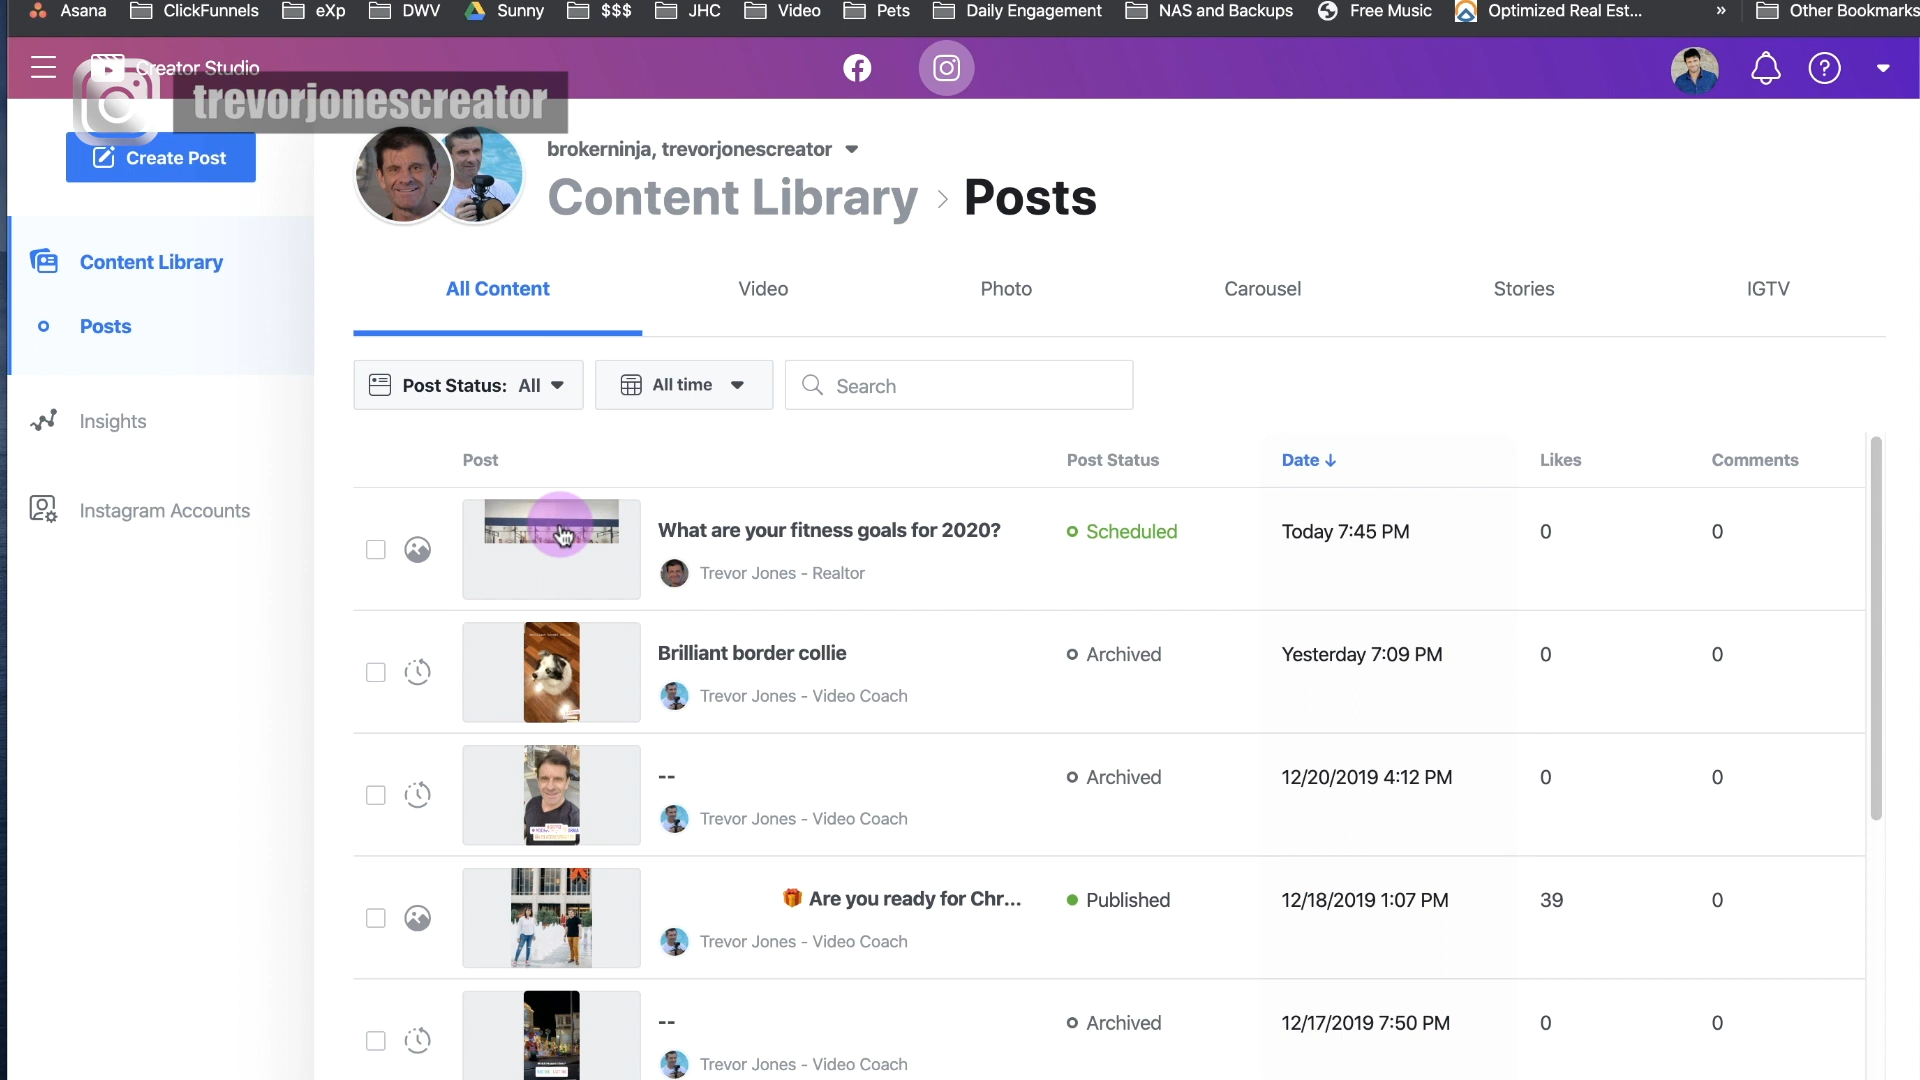 Asana ClickFunnels eXp DWV Sunny $$$ JHC Video Pets Daily Engagement NAS and Backups Free Music Optimized Real Est... » Other Bookmarks
Creator Studio
trevorjonescreator
Create Post
brokerninja, trevorjonescreator
Content Library > Posts
Content Library
Posts
Insights
Instagram Accounts
All Content Video Photo Carousel Stories IGTV
Post Status: All All time Search
Post Post Status Date ↓ Likes Comments
What are your fitness goals for 2020? Scheduled Today 7:45 PM 0 0
Trevor Jones - Realtor
Brilliant border collie Archived Yesterday 7:09 PM 0 0
Trevor Jones - Video Coach
-- Archived 12/20/2019 4:12 PM 0 0
Trevor Jones - Video Coach
🎁 Are you ready for Chr... Published 12/18/2019 1:07 PM 39 0
Trevor Jones - Video Coach
-- Archived 12/17/2019 7:50 PM 0 0
Trevor Jones - Video Coach